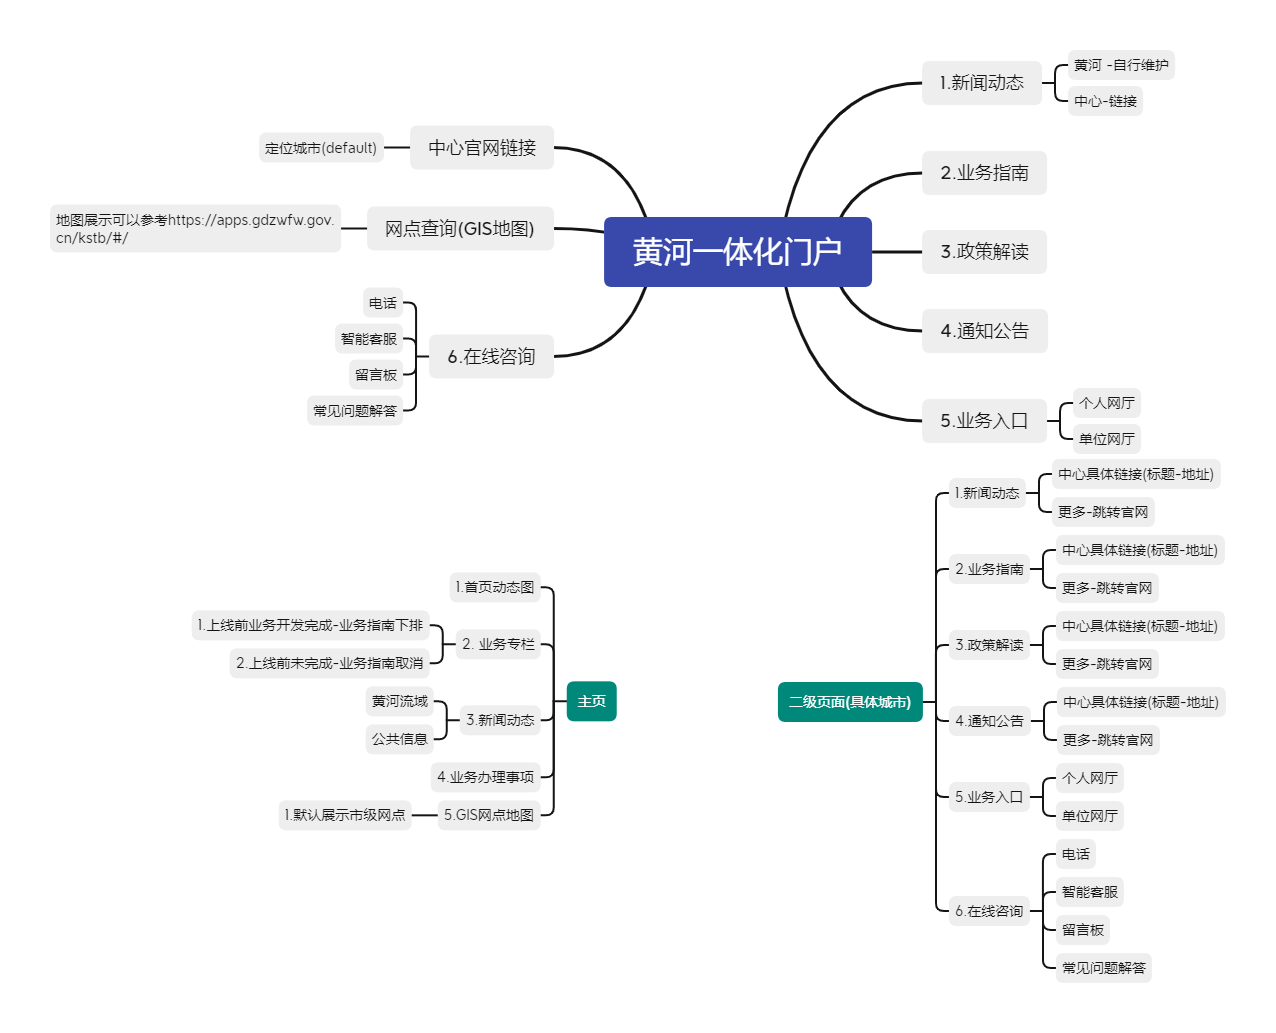 黄河一体化门户
1.新闻动态
黄河 -自行维护
中心-链接
2.业务指南
3.政策解读
4.通知公告
5.业务入口
个人网厅
单位网厅
中心官网链接
定位城市(default)
网点查询(GIS地图)
地图展示可以参考https://apps.gdzwfw.gov.
cn/kstb/#/
6.在线咨询
电话
智能客服
留言板
常见问题解答
主页
1.首页动态图
2. 业务专栏
1.上线前业务开发完成-业务指南下排
2.上线前未完成-业务指南取消
3.新闻动态
黄河流域
公共信息
4.业务办理事项
5.GIS网点地图
1.默认展示市级网点
二级页面(具体城市)
1.新闻动态
中心具体链接(标题-地址)
更多-跳转官网
2.业务指南
中心具体链接(标题-地址)
更多-跳转官网
3.政策解读
中心具体链接(标题-地址)
更多-跳转官网
4.通知公告
中心具体链接(标题-地址)
更多-跳转官网
5.业务入口
个人网厅
单位网厅
6.在线咨询
电话
智能客服
留言板
常见问题解答